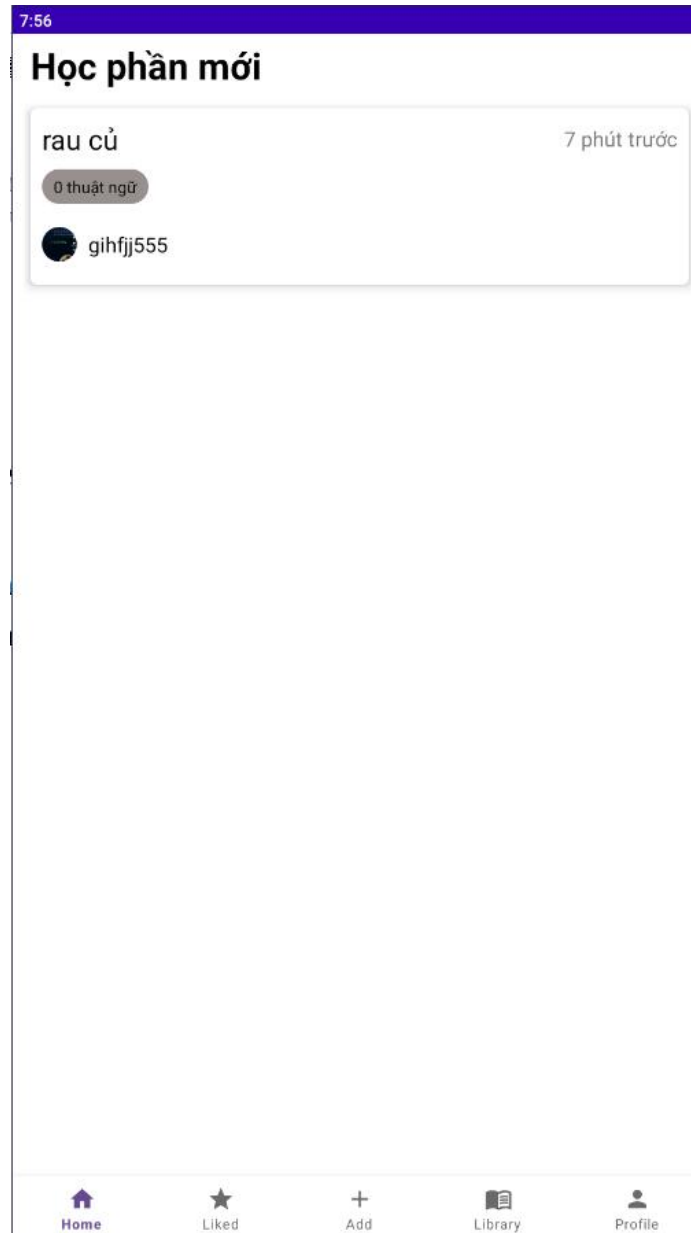 7:56
Học phần mới
rau củ
7 phút trước
0 thuật ngữ
gihfjj555
Home
Liked
Add
Library
Profile